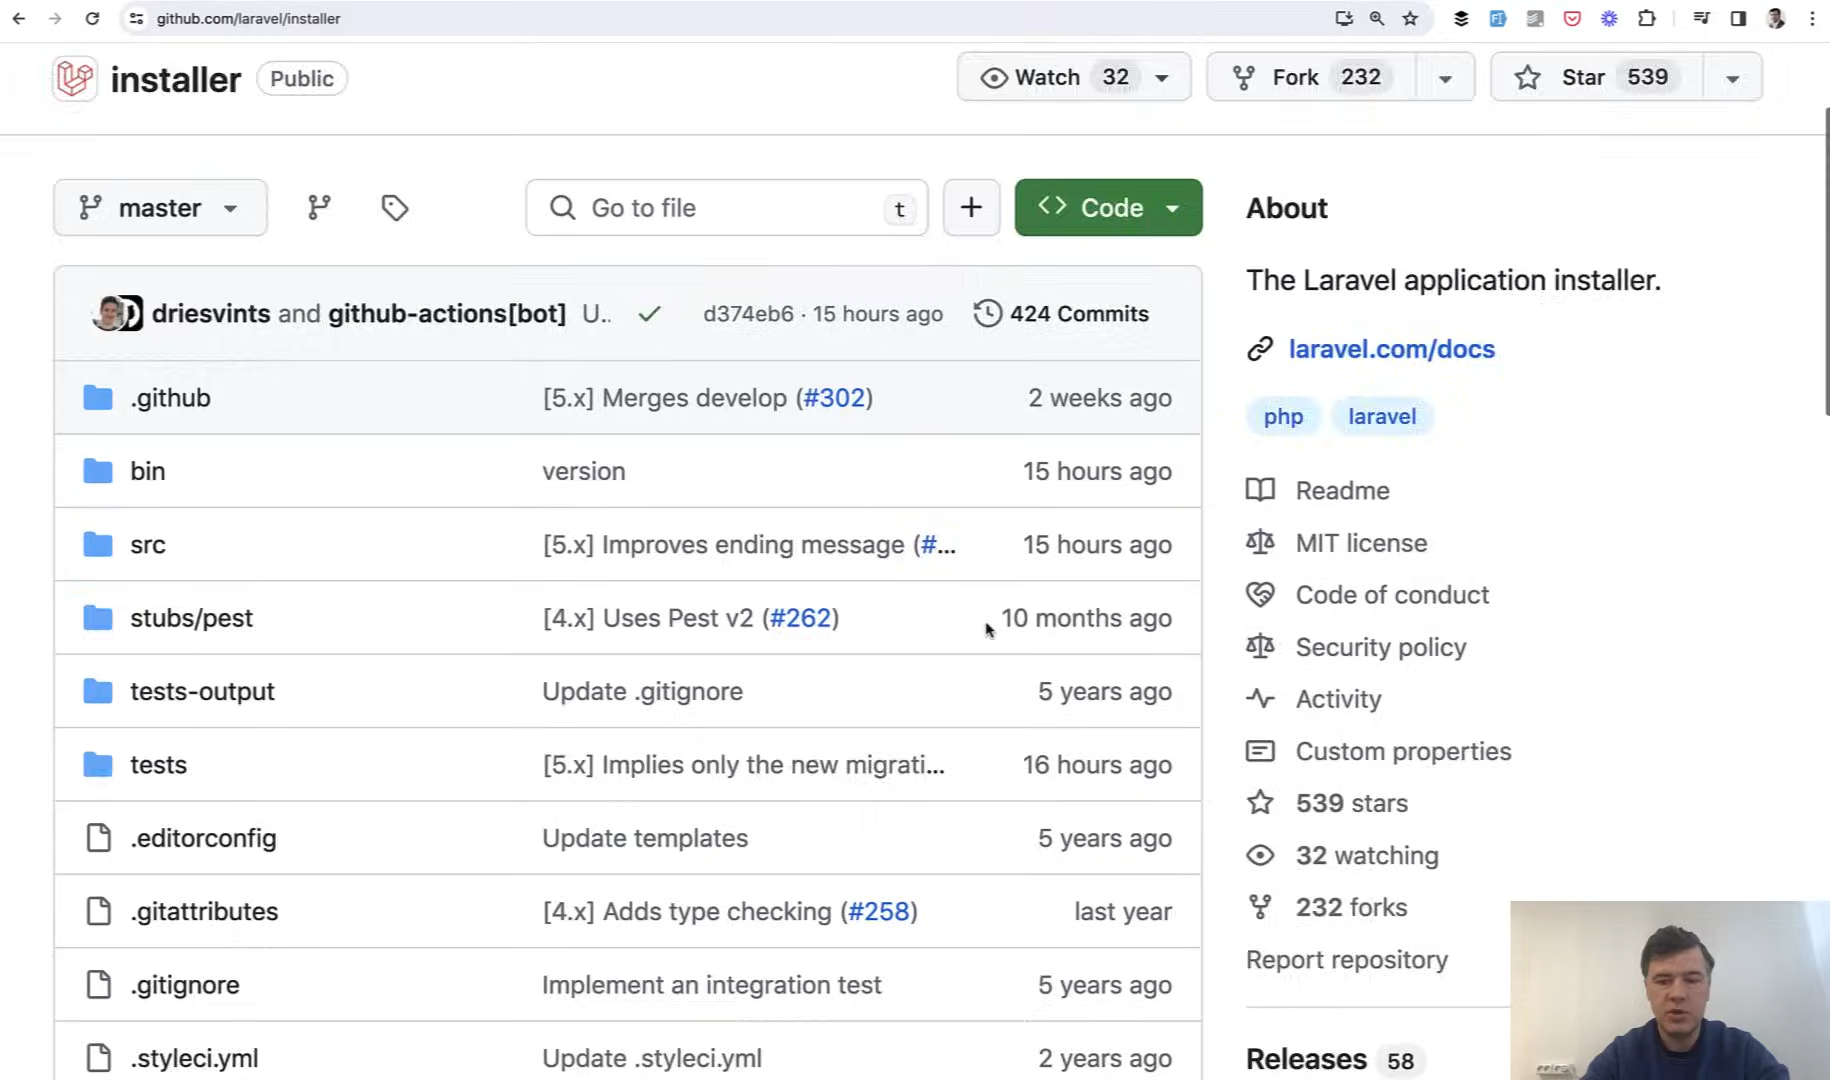 github.com/laravel/installer
installer Public
Watch 32
Fork 232
Star 539
master
Go to file t
Code
driesvints and github-actions[bot] U.. d374eb6 · 15 hours ago 424 Commits
.github [5.x] Merges develop (#302) 2 weeks ago
bin version 15 hours ago
src [5.x] Improves ending message (#... 15 hours ago
stubs/pest [4.x] Uses Pest v2 (#262) 10 months ago
tests-output Update .gitignore 5 years ago
tests [5.x] Implies only the new migrati... 16 hours ago
.editorconfig Update templates 5 years ago
.gitattributes [4.x] Adds type checking (#258) last year
.gitignore Implement an integration test 5 years ago
.styleci.yml Update .styleci.yml 2 years ago
About
The Laravel application installer.
laravel.com/docs
php laravel
Readme
MIT license
Code of conduct
Security policy
Activity
Custom properties
539 stars
32 watching
232 forks
Report repository
Releases 58